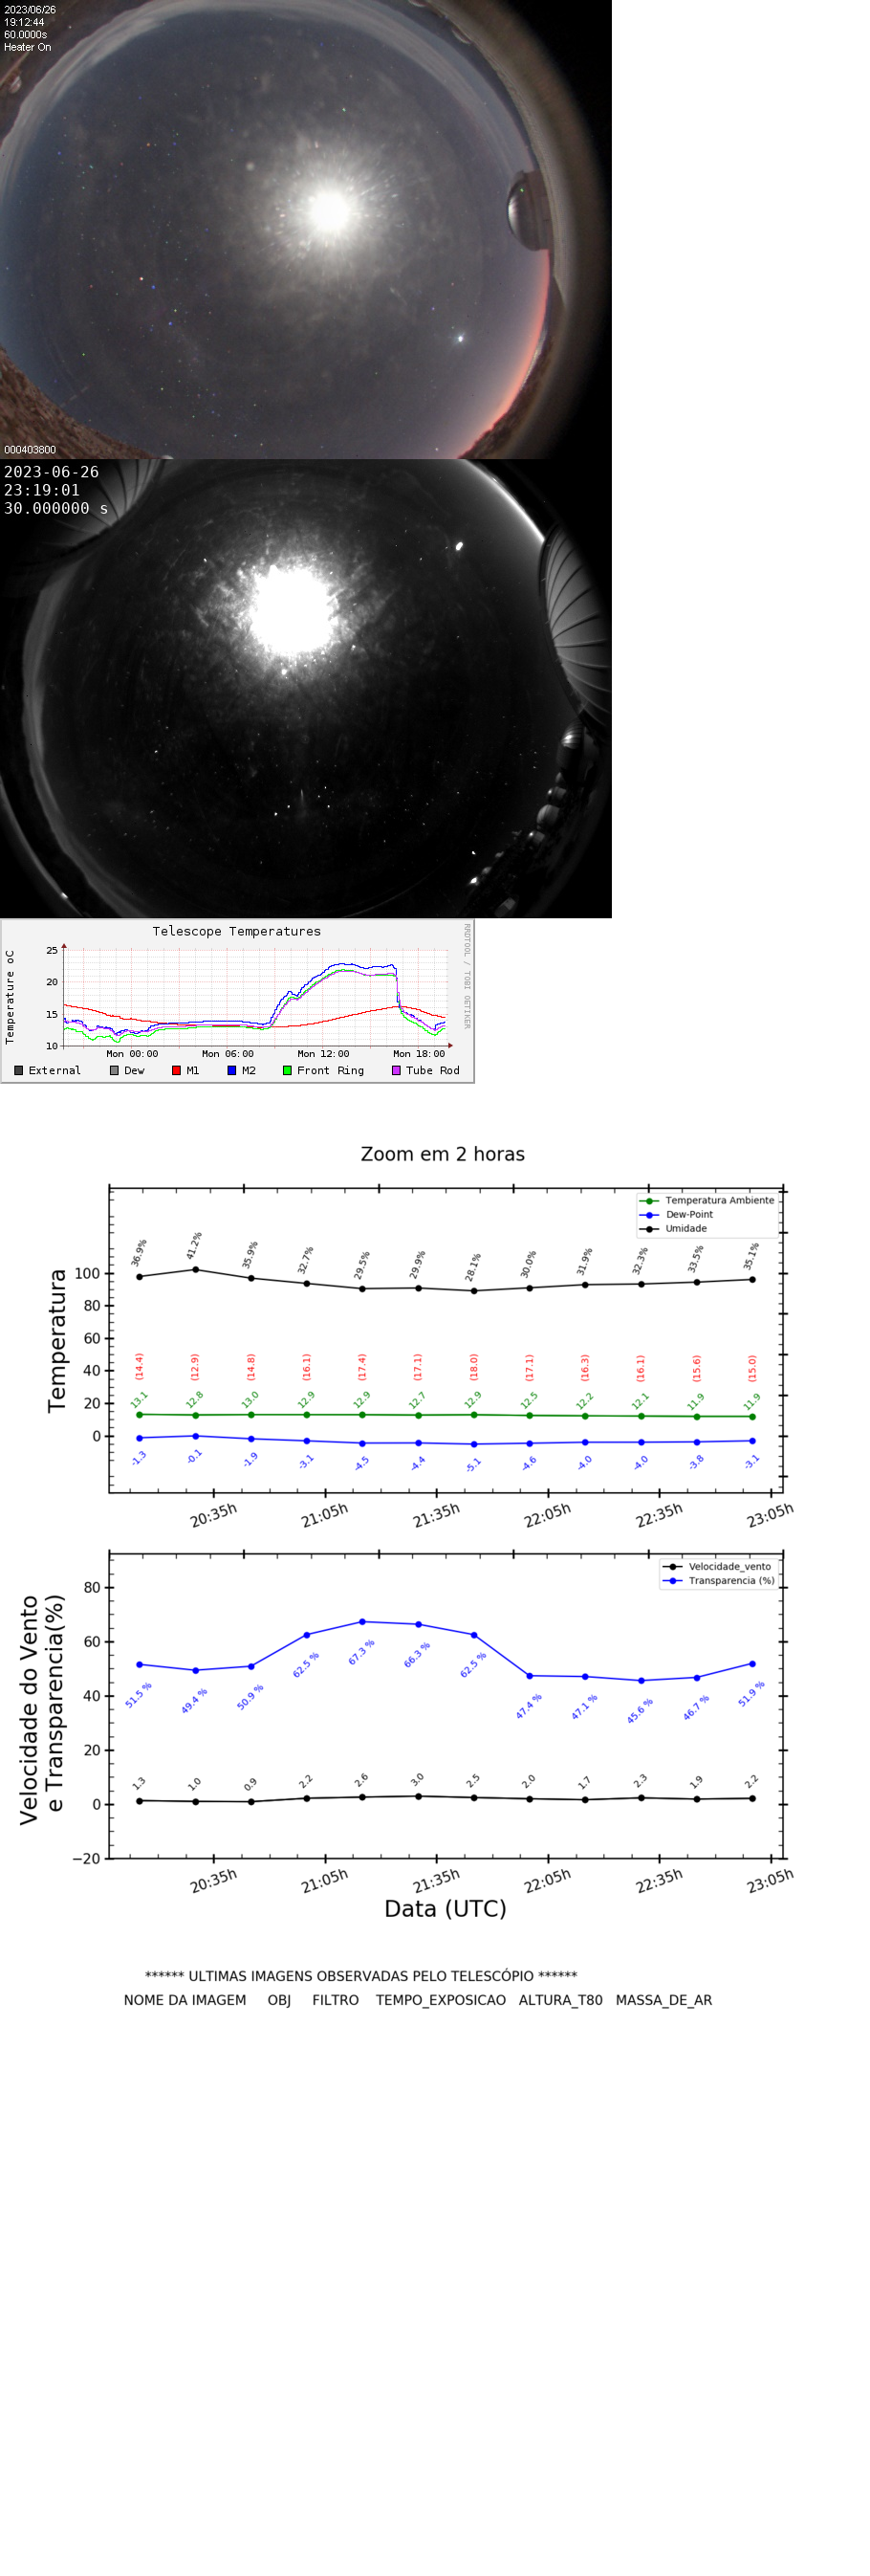 2023/06/26
19:12:44
60.0000s
Heater On
000403800
2023-06-26
23:19:01
30.000000 s
Telescope Temperatures
RRDTOOL / TOBI OETIKER
Temperature oC
25
20
15
10
Mon 00:00 Mon 06:00 Mon 12:00 Mon 18:00
External Dew M1 M2 Front Ring Tube Rod
Zoom em 2 horas
Temperatura Ambiente
Dew-Point
Umidade
Temperatura
100
80
60
40
20
0
36.9% 41.2% 35.9% 32.7% 29.5% 29.9% 28.1% 30.0% 31.9% 32.3% 33.5% 35.1%
(14.4) (12.9) (14.8) (16.1) (17.4) (17.1) (18.0) (17.1) (16.3) (16.1) (15.6) (15.0)
13.1 12.8 13.0 12.9 12.9 12.7 12.9 12.5 12.2 12.1 11.9 11.9
-1.3 -0.1 -1.9 -3.1 -4.5 -4.4 -5.1 -4.6 -4.0 -4.0 -3.8 -3.1
20:35h 21:05h 21:35h 22:05h 22:35h 23:05h
Velocidade_vento
Transparencia (%)
Velocidade do Vento
e Transparencia(%)
80
60
40
20
0
−20
51.5 % 49.4 % 50.9 % 62.5 % 67.3 % 66.3 % 62.5 % 47.4 % 47.1 % 45.6 % 46.7 % 51.9 %
1.3 1.0 0.9 2.2 2.6 3.0 2.5 2.0 1.7 2.3 1.9 2.2
20:35h 21:05h 21:35h 22:05h 22:35h 23:05h
Data (UTC)
****** ULTIMAS IMAGENS OBSERVADAS PELO TELESCÓPIO ******
NOME DA IMAGEM OBJ FILTRO TEMPO_EXPOSICAO ALTURA_T80 MASSA_DE_AR